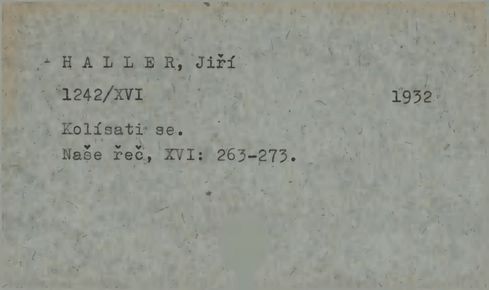 H A L L E R, Jiří
1242/XVI 1932
Kolísati se.
Naše řeč, XVI: 263-273.